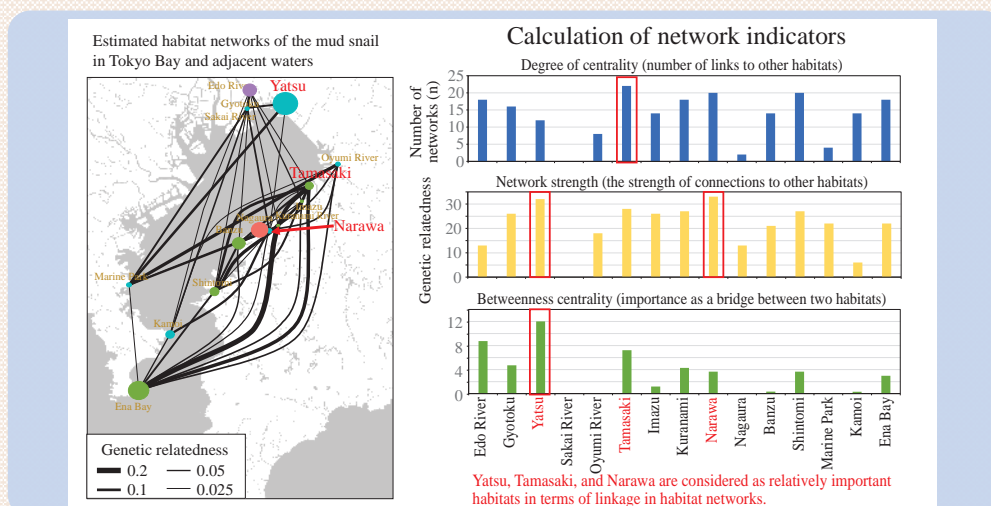 Estimated habitat networks of the mud snail
in Tokyo Bay and adjacent waters
Edo River
Yatsu
Gyotoku
Sakai River
Oyumi River
Tamasaki
Imazu
Kuranami River
Nagaura
Narawa
Banzu
Marine Park
Shintomi
Kamoi
Ena Bay
Genetic relatedness
0.2
0.05
0.1
0.025
Calculation of network indicators
Degree of centrality (number of links to other habitats)
Number of
networks (n)
25
20
15
10
5
0
Network strength (the strength of connections to other habitats)
Genetic relatedness
30
20
10
0
Betweenness centrality (importance as a bridge between two habitats)
12
8
4
0
Edo River
Gyotoku
Yatsu
Sakai River
Oyumi River
Tamasaki
Imazu
Kuranami
Narawa
Nagaura
Banzu
Shintomi
Marine Park
Kamoi
Ena Bay
Yatsu, Tamasaki, and Narawa are considered as relatively important
habitats in terms of linkage in habitat networks.